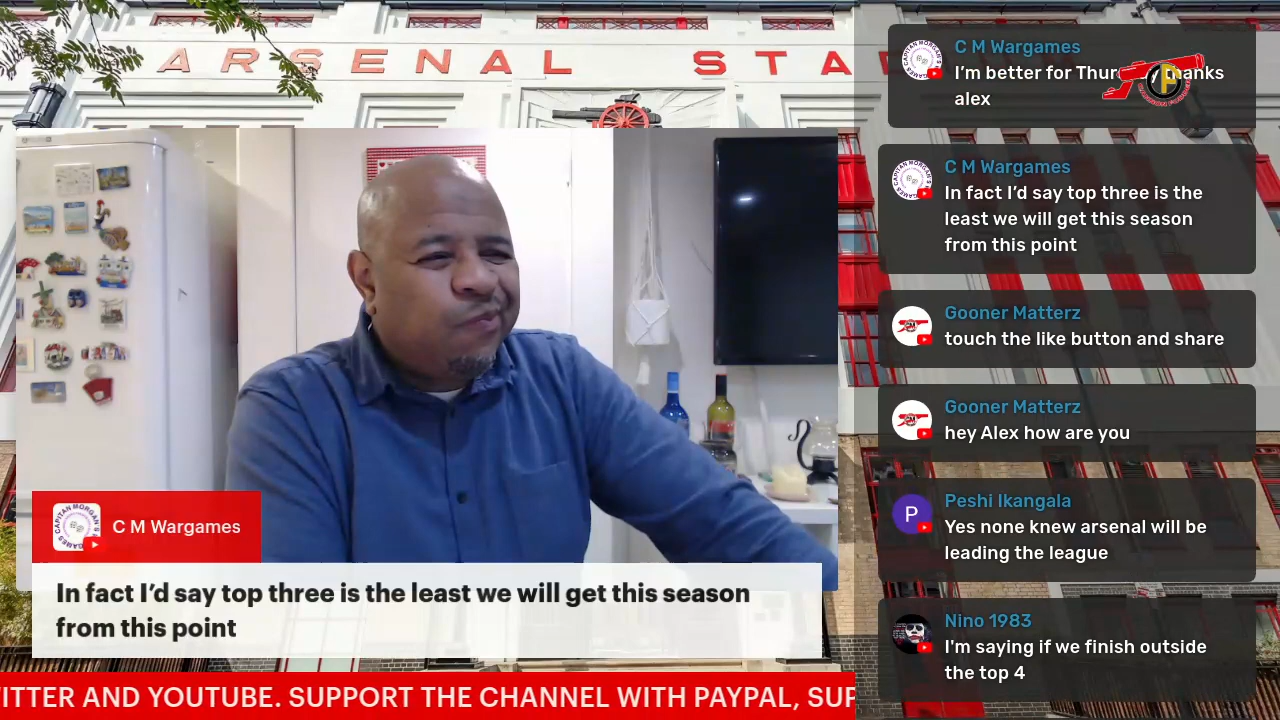 ARSENAL STA
C M Wargames
In fact I'd say top three is the least we will get this season
from this point
ITTER AND YOUTUBE. SUPPORT THE CHANNEL WITH PAYPAL, SUP
C M Wargames
I'm better for thanks
alex
C M Wargames
In fact I'd say top three is the
least we will get this season
from this point
Gooner Matterz
touch the like button and share
Gooner Matterz
hey Alex how are you
P
Peshi Ikangala
Yes none knew arsenal will be
leading the league
Nino 1983
I'm saying if we finish outside
the top 4